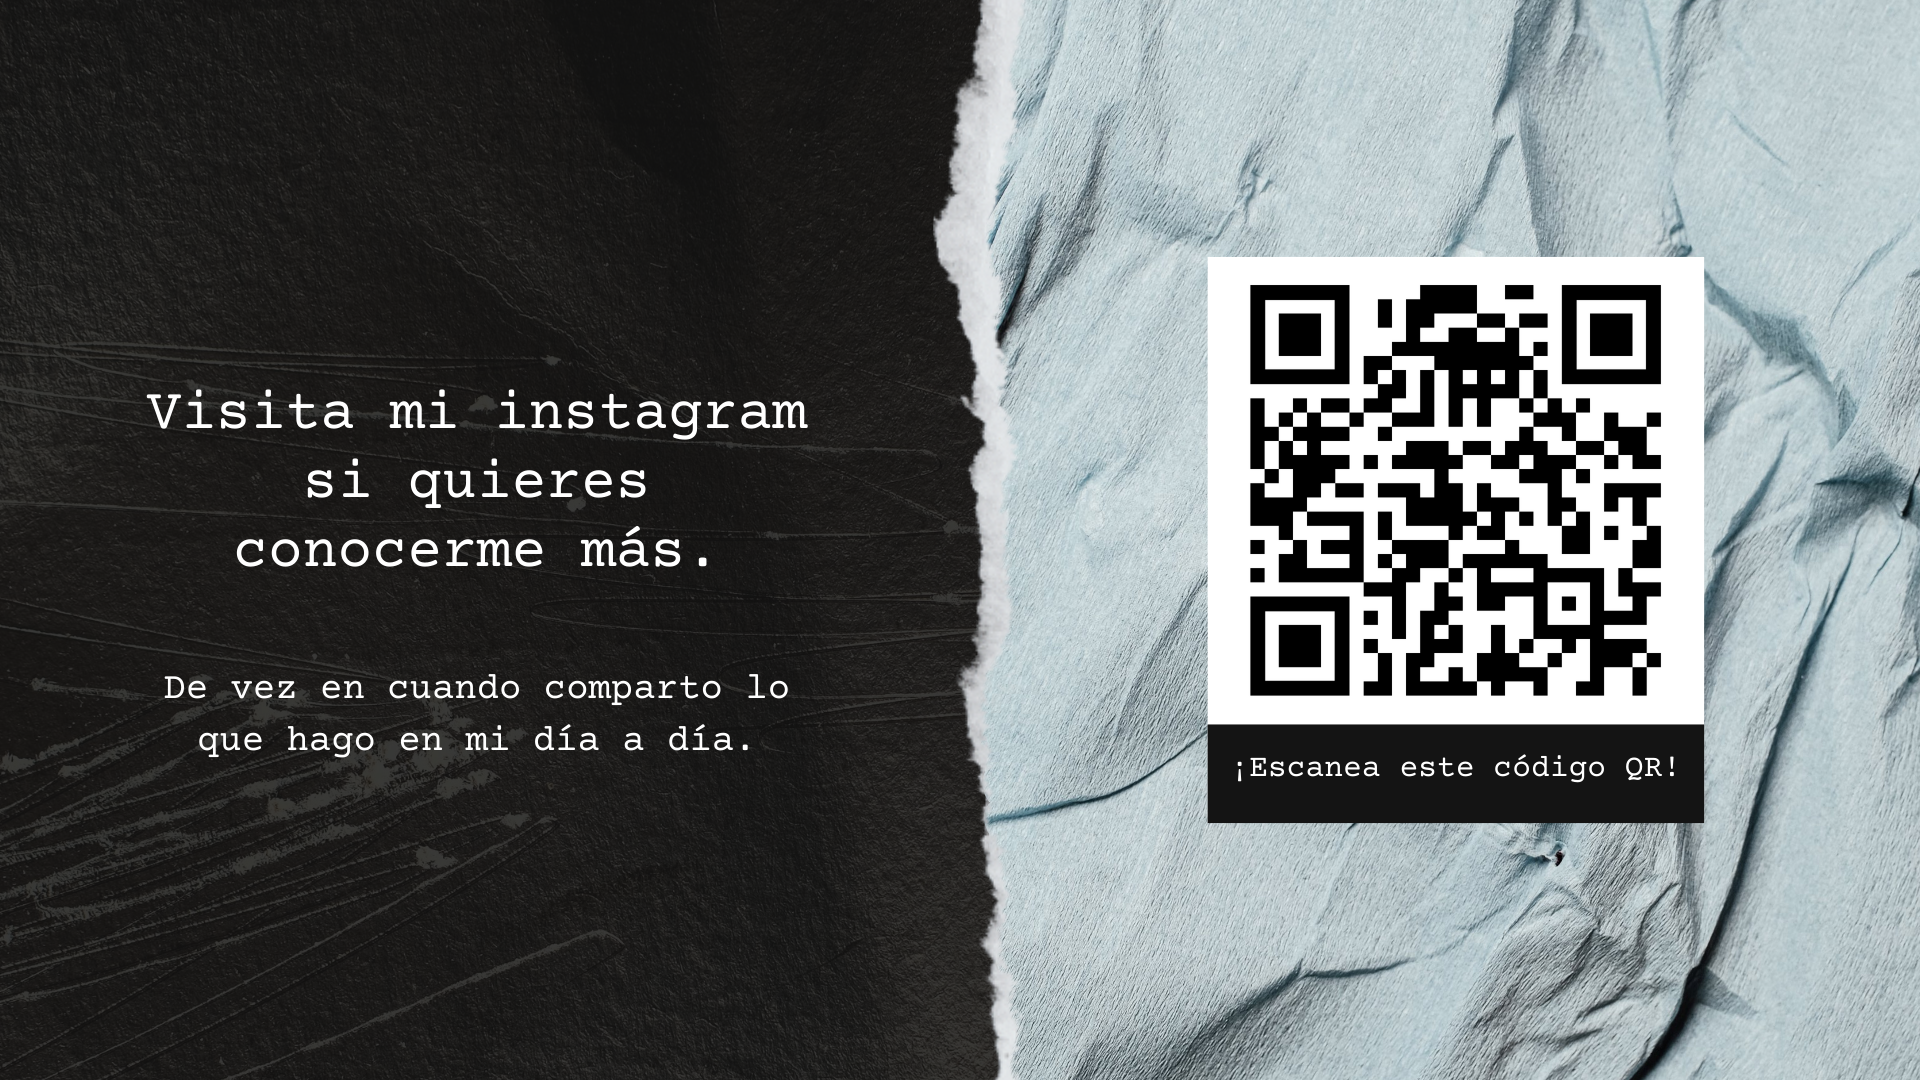 Visita mi instagram
si quieres
conocerme más.
De vez en cuando comparto lo
que hago en mi día a día.
¡Escanea este código QR!